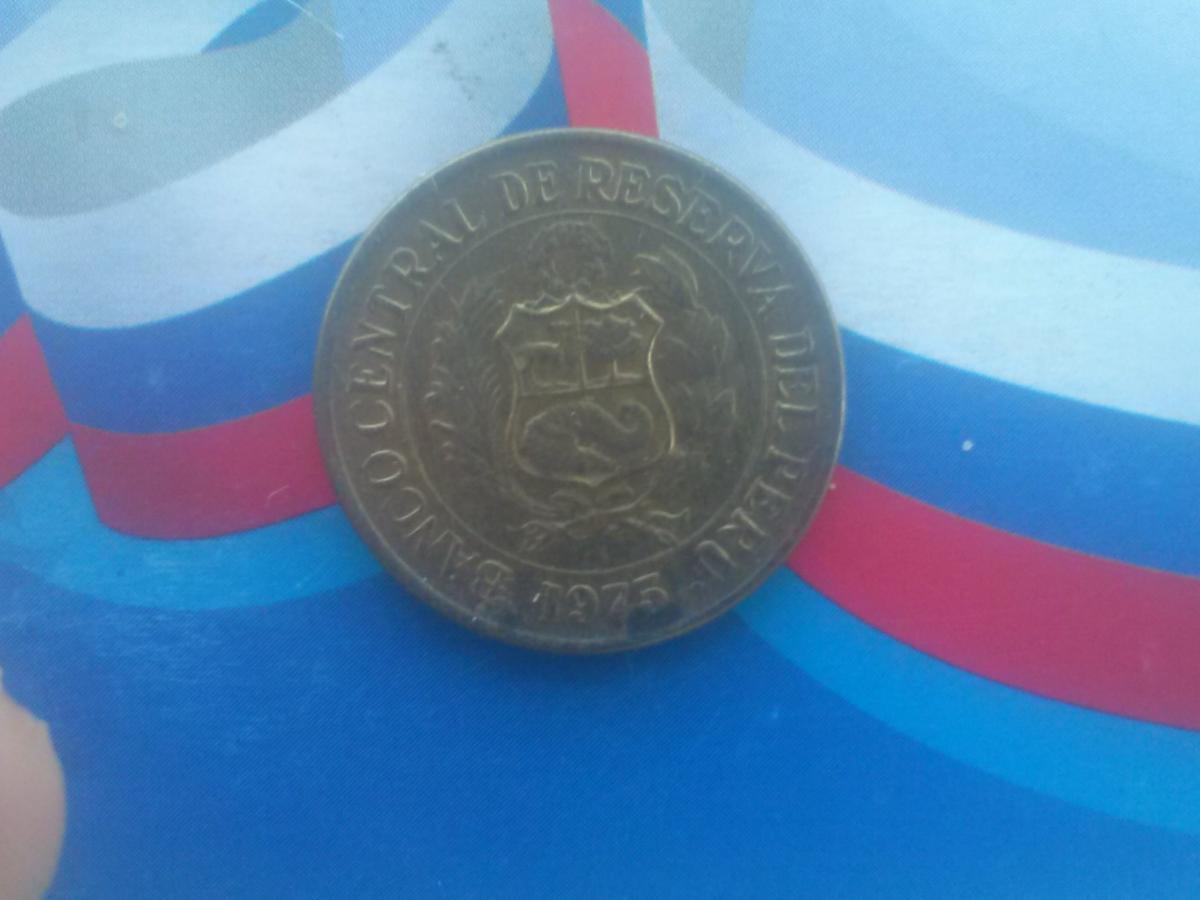 BANCO CENTRAL DE RESERVA DEL PERU
1975